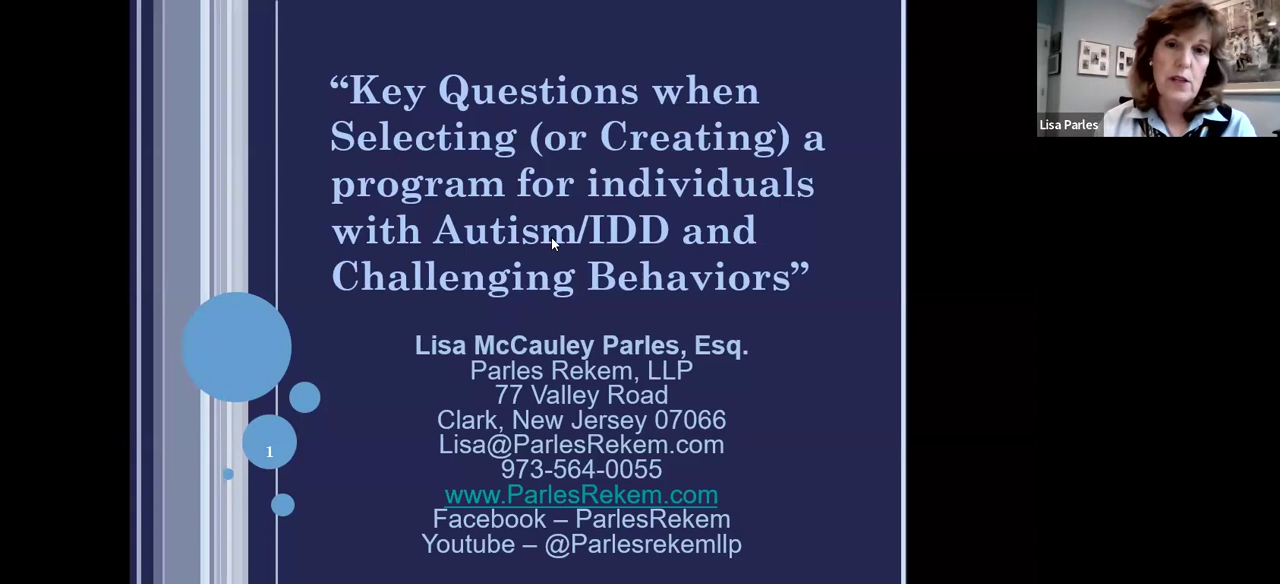 “Key Questions when
Selecting (or Creating) a
program for individuals
with Autism/IDD and
Challenging Behaviors”
Lisa McCauley Parles, Esq.
Parles Rekem, LLP
77 Valley Road
Clark, New Jersey 07066
Lisa@ParlesRekem.com
973-564-0055
www.ParlesRekem.com
Facebook – ParlesRekem
Youtube – @Parlesrekemllp
1
Lisa Parles